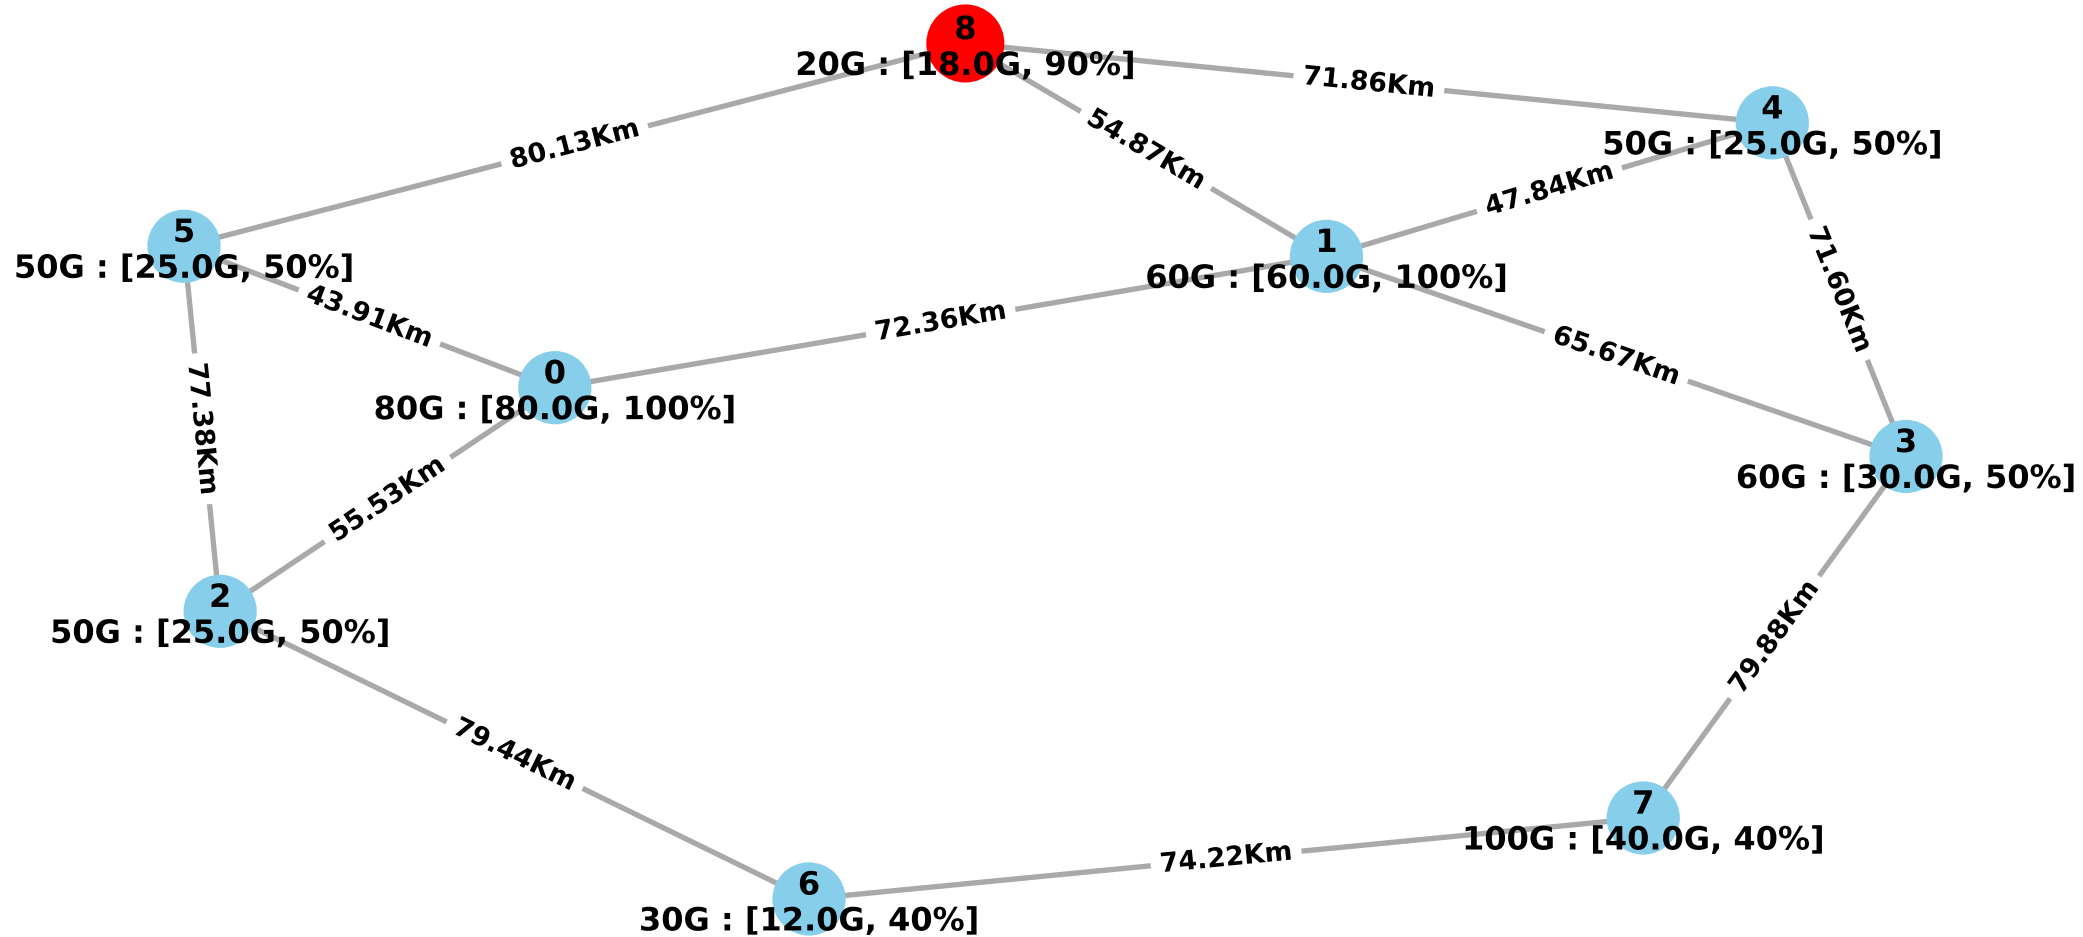 8
20G : [18.0G, 90%]
71.86Km
4
50G : [25.0G, 50%]
80.13Km
54.87Km
47.84Km
5
50G : [25.0G, 50%]
1
60G : [60.0G, 100%]
71.60Km
43.91Km
72.36Km
65.67Km
0
80G : [80.0G, 100%]
77.38Km
3
60G : [30.0G, 50%]
55.53Km
2
50G : [25.0G, 50%]
79.88Km
79.44Km
7
100G : [40.0G, 40%]
74.22Km
6
30G : [12.0G, 40%]